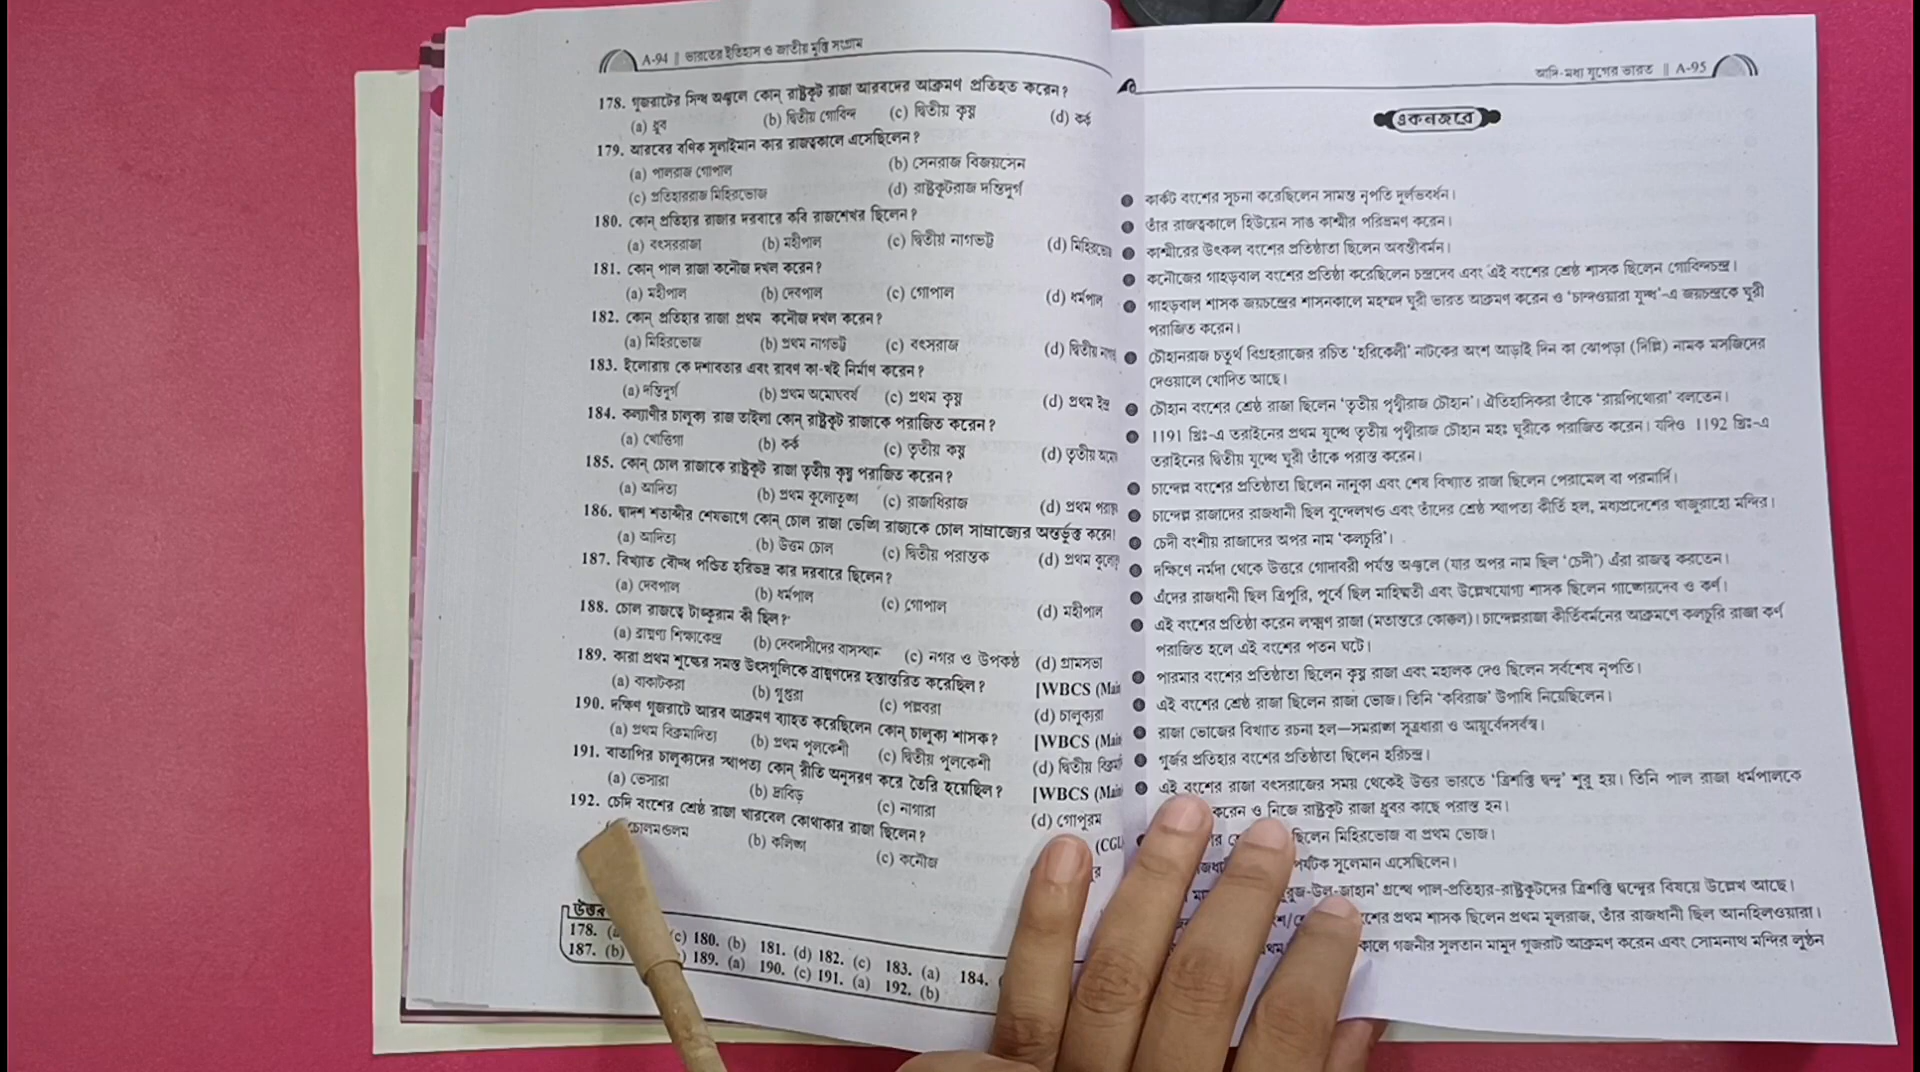 A-94 || ভারতের ইতিহাস ও জাতীয় মুক্তি সংগ্রাম
178. গুজরাটের সিন্ধ অঞ্চলে কোন্ রাষ্ট্রকূট রাজা আরবদের আক্রমণ প্রতিহত করেন?
(a) ধ্রুব (b) দ্বিতীয় গোবিন্দ (c) দ্বিতীয় কৃষ্ণ (d) কর্ক
179. আরবের বণিক সুলাইমান কার রাজত্বকালে এসেছিলেন?
(a) পালরাজ গোপাল (b) সেনরাজ বিজয়সেন
(c) প্রতিহাররাজ মিহিরভোজ (d) রাষ্ট্রকূটরাজ দন্তিদুর্গ
180. কোন্ প্রতিহার রাজার দরবারে কবি রাজশেখর ছিলেন?
(a) বৎসরাজা (b) মহীপাল (c) দ্বিতীয় নাগভট্ট (d) মিহিরভোজ
181. কোন্ পাল রাজা কনৌজ দখল করেন?
(a) মহীপাল (b) দেবপাল (c) গোপাল (d) ধর্মপাল
182. কোন্ প্রতিহার রাজা প্রথম কনৌজ দখল করেন?
(a) মিহিরভোজ (b) প্রথম নাগভট্ট (c) বৎসরাজ (d) দ্বিতীয়
183. ইলোরায় কে দশাবতার এবং রাবণ কা-খই নির্মাণ করেন?
(a) দন্তিদুর্গ (b) প্রথম অমোঘবর্ষ (c) প্রথম কৃষ্ণ (d) প্রথম ইন্দ্র
184. কল্যাণীর চালুক্য রাজ তাইলা কোন্ রাষ্ট্রকূট রাজাকে পরাজিত করেন?
(a) খোত্তিগা (b) কর্ক (c) তৃতীয় কৃষ্ণ (d) তৃতীয়
185. কোন্ চোল রাজাকে রাষ্ট্রকূট রাজা তৃতীয় কৃষ্ণ পরাজিত করেন?
(a) আদিত্য (b) প্রথম কুলোতুঙ্গা (c) রাজাধিরাজ (d) প্রথম
186. দ্বাদশ শতাব্দীর শেষভাগে কোন্ চোল রাজা ভেঙ্গি রাজ্যকে চোল সাম্রাজ্যের অন্তর্ভুক্ত করেন
(a) আদিত্য (b) উত্তম চোল (c) দ্বিতীয় পরান্তক (d) প্রথম
187. বিখ্যাত বৌদ্ধ পণ্ডিত হরিভদ্র কার দরবারে ছিলেন?
(a) দেবপাল (b) ধর্মপাল (c) গোপাল (d) মহীপাল
188. চোল রাজত্বে টাঙ্কুরাম কী ছিল?
(a) ব্রাহ্মণ্য শিক্ষাকেন্দ্র (b) দেবদাসীদের বাসস্থান (c) নগর ও উপকণ্ঠ (d) গ্রামসভা
189. কারা প্রথম শুল্কের সমস্ত উৎসগুলিকে ব্রাহ্মণদের হস্তান্তরিত করেছিল? [WBCS (Main
(a) বাকাটকরা (b) গুপ্তরা (c) পল্লবরা (d) চালুক্যরা
190. দক্ষিণ গুজরাটে আরব আক্রমণ ব্যাহত করেছিলেন কোন্ চালুক্য শাসক? [WBCS (Main
(a) প্রথম বিক্রমাদিত্য (b) প্রথম পুলকেশী (c) দ্বিতীয় পুলকেশী (d) দ্বিতীয়
191. বাতাপির চালুক্যদের স্থাপত্য কোন্ রীতি অনুসরণ করে তৈরি হয়েছিল? [WBCS (Main
(a) ভেসারা (b) দ্রাবিড় (c) নাগারা (d) গোপুরম
192. চেদি বংশের শ্রেষ্ঠ রাজা খারবেল কোথাকার রাজা ছিলেন? (CGL
চোলমণ্ডলম (b) কলিঙ্গ (c) কনৌজ
উত্তর
178. (c) 180. (b) 181. (d) 182. (c) 183. (a) 184.
187. (b) 189. (a) 190. (c) 191. (a) 192. (b)
আদি-মধ্য যুগের ভারত || A-95
একনজরে
কার্কট বংশের সূচনা করেছিলেন সামন্ত নৃপতি দুর্লভবর্ধন।
তাঁর রাজত্বকালে হিউয়েন সাঙ কাশ্মীর পরিভ্রমণ করেন।
কাশ্মীরের উৎকল বংশের প্রতিষ্ঠাতা ছিলেন অবন্তীবর্মন।
কনৌজের গাহড়বাল বংশের প্রতিষ্ঠা করেছিলেন চন্দ্রদেব এবং এই বংশের শ্রেষ্ঠ শাসক ছিলেন গোবিন্দচন্দ্র।
গাহড়বাল শাসক জয়চন্দ্রের শাসনকালে মহম্মদ ঘুরী ভারত আক্রমণ করেন ও ‘চান্দওয়ারা যুদ্ধ’-এ জয়চন্দ্রকে ঘুরী
পরাজিত করেন।
চৌহানরাজ চতুর্থ বিগ্রহরাজের রচিত ‘হরিকেলী’ নাটকের অংশ আড়াই দিন কা ঝোপড়া (দিল্লি) নামক মসজিদের
দেওয়ালে খোদিত আছে।
চৌহান বংশের শ্রেষ্ঠ রাজা ছিলেন ‘তৃতীয় পৃথ্বীরাজ চৌহান’। ঐতিহাসিকরা তাঁকে ‘রায়পিথোরা’ বলতেন।
1191 খ্রিঃ-এ তরাইনের প্রথম যুদ্ধে তৃতীয় পৃথ্বীরাজ চৌহান মহঃ ঘুরীকে পরাজিত করেন। যদিও 1192 খ্রিঃ-এ
তরাইনের দ্বিতীয় যুদ্ধে ঘুরী তাঁকে পরাস্ত করেন।
চান্দেল্ল বংশের প্রতিষ্ঠাতা ছিলেন নানুকা এবং শেষ বিখ্যাত রাজা ছিলেন পেরামেল বা পরমার্দি।
চান্দেল্ল রাজাদের রাজধানী ছিল বুন্দেলখণ্ড এবং তাঁদের শ্রেষ্ঠ স্থাপত্য কীর্তি হল, মধ্যপ্রদেশের খাজুরাহো মন্দির।
চেদী বংশীয় রাজাদের অপর নাম ‘কলচুরি’।
দক্ষিণে নর্মদা থেকে উত্তরে গোদাবরী পর্যন্ত অঞ্চলে (যার অপর নাম ছিল ‘চেদী’) এঁরা রাজত্ব করতেন।
এঁদের রাজধানী ছিল ত্রিপুরি, পূর্বে ছিল মাহিষ্মতী এবং উল্লেখযোগ্য শাসক ছিলেন গাঙ্গেয়দেব ও কর্ণ।
এই বংশের প্রতিষ্ঠা করেন লক্ষ্মণ রাজা (মতান্তরে কোক্কল)। চান্দেল্লরাজা কীর্তিবর্মনের আক্রমণে কলচুরি রাজা কর্ণ
পরাজিত হলে এই বংশের পতন ঘটে।
পারমার বংশের প্রতিষ্ঠাতা ছিলেন কৃষ্ণ রাজা এবং মহালক দেও ছিলেন সর্বশেষ নৃপতি।
এই বংশের শ্রেষ্ঠ রাজা ছিলেন রাজা ভোজ। তিনি ‘কবিরাজ’ উপাধি নিয়েছিলেন।
রাজা ভোজের বিখ্যাত রচনা হল—সমরাঙ্গ সূত্রধারা ও আয়ুর্বেদসর্বস্ব।
গুর্জর প্রতিহার বংশের প্রতিষ্ঠাতা ছিলেন হরিচন্দ্র।
এই বংশের রাজা বৎসরাজের সময় থেকেই উত্তর ভারতে ‘ত্রিশক্তি দ্বন্দ্ব’ শুরু হয়। তিনি পাল রাজা ধর্মপালকে
করেন ও নিজে রাষ্ট্রকূট রাজা ধ্রুবর কাছে পরাস্ত হন।
ছিলেন মিহিরভোজ বা প্রথম ভোজ।
পর্যটক সুলেমান এসেছিলেন।
গ্রন্থে পাল-প্রতিহার-রাষ্ট্রকূটদের ত্রিশক্তি দ্বন্দ্বের বিষয়ে উল্লেখ আছে।
প্রথম শাসক ছিলেন প্রথম মূলরাজ, তাঁর রাজধানী ছিল আনহিলওয়ারা।
কালে গজনীর সুলতান মামুদ গুজরাট আক্রমণ করেন এবং সোমনাথ মন্দির লুণ্ঠন